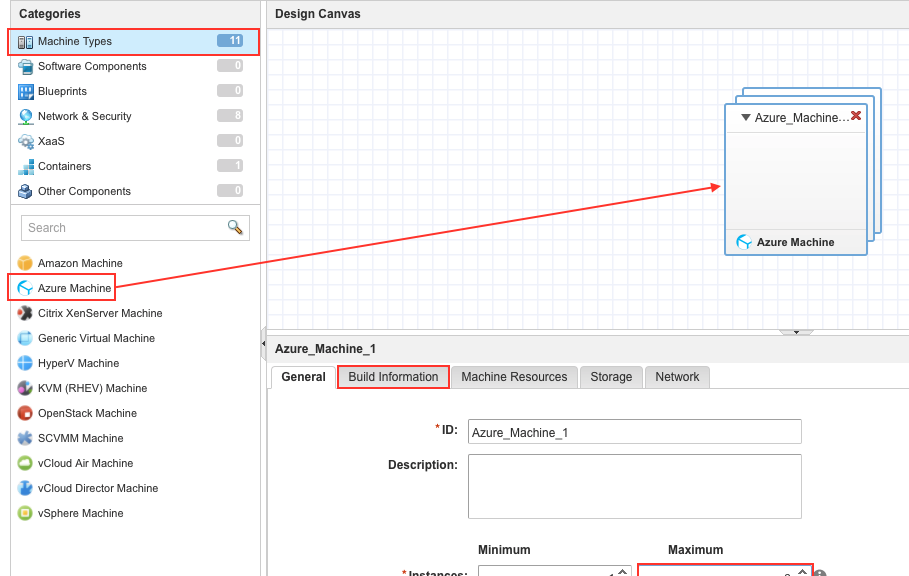 Categories
Machine Types 11
Software Components 0
Blueprints 0
Network & Security 8
XaaS 0
Containers 1
Other Components 0
Search
Amazon Machine
Azure Machine
Citrix XenServer Machine
Generic Virtual Machine
HyperV Machine
KVM (RHEV) Machine
OpenStack Machine
SCVMM Machine
vCloud Air Machine
vCloud Director Machine
vSphere Machine
Design Canvas
Azure_Machine...
Azure Machine
Azure_Machine_1
General Build Information Machine Resources Storage Network
*ID: Azure_Machine_1
Description:
Minimum Maximum
*Instances: